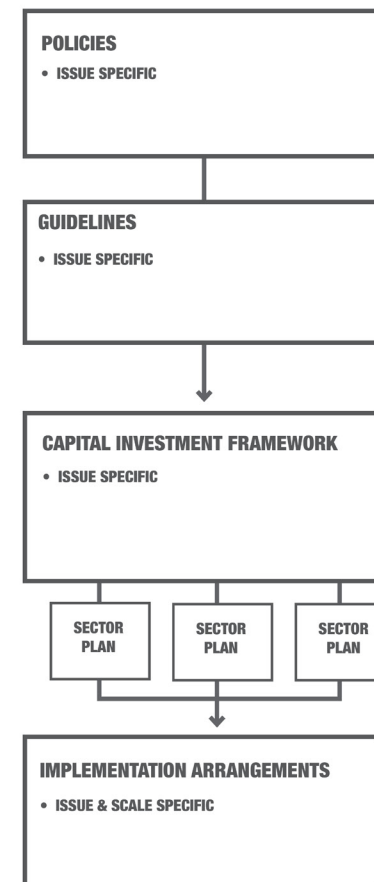 POLICIES
• ISSUE SPECIFIC
GUIDELINES
• ISSUE SPECIFIC
CAPITAL INVESTMENT FRAMEWORK
• ISSUE SPECIFIC
SECTOR
PLAN
SECTOR
PLAN
SECTOR
PLAN
IMPLEMENTATION ARRANGEMENTS
• ISSUE & SCALE SPECIFIC